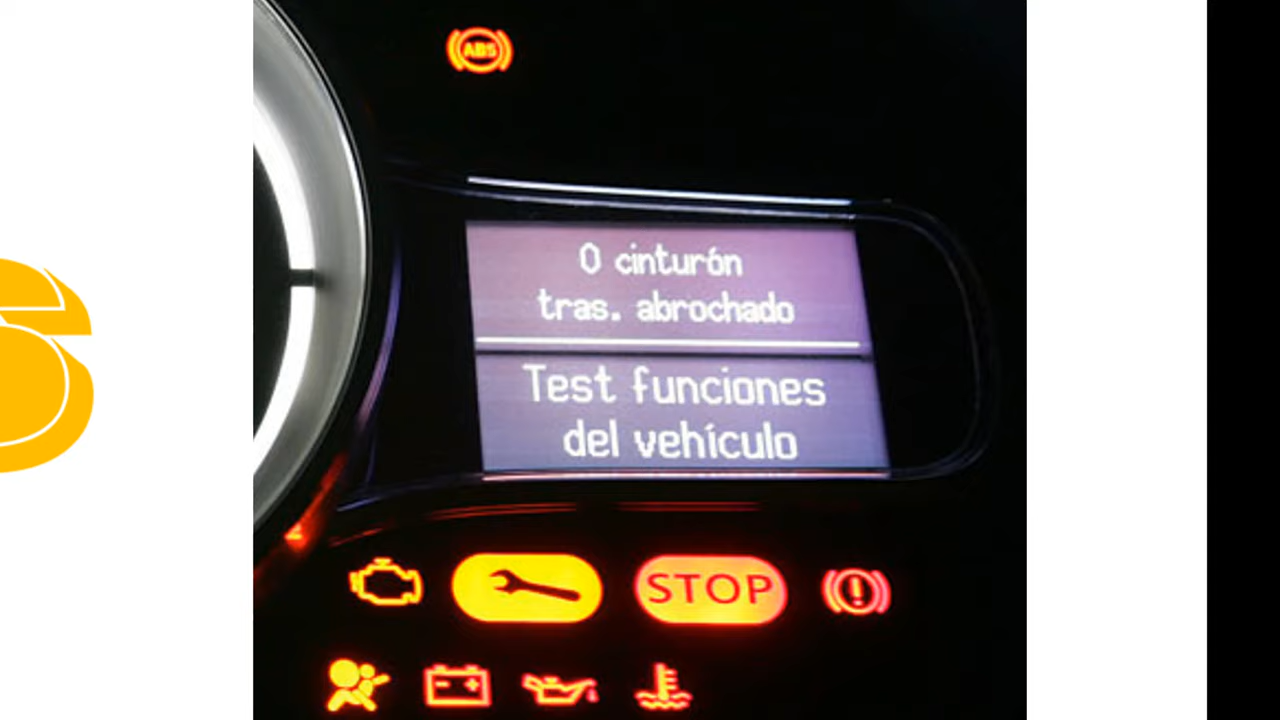 ABS
0 cinturón
tras. abrochado
Test funciones
del vehículo
STOP
S